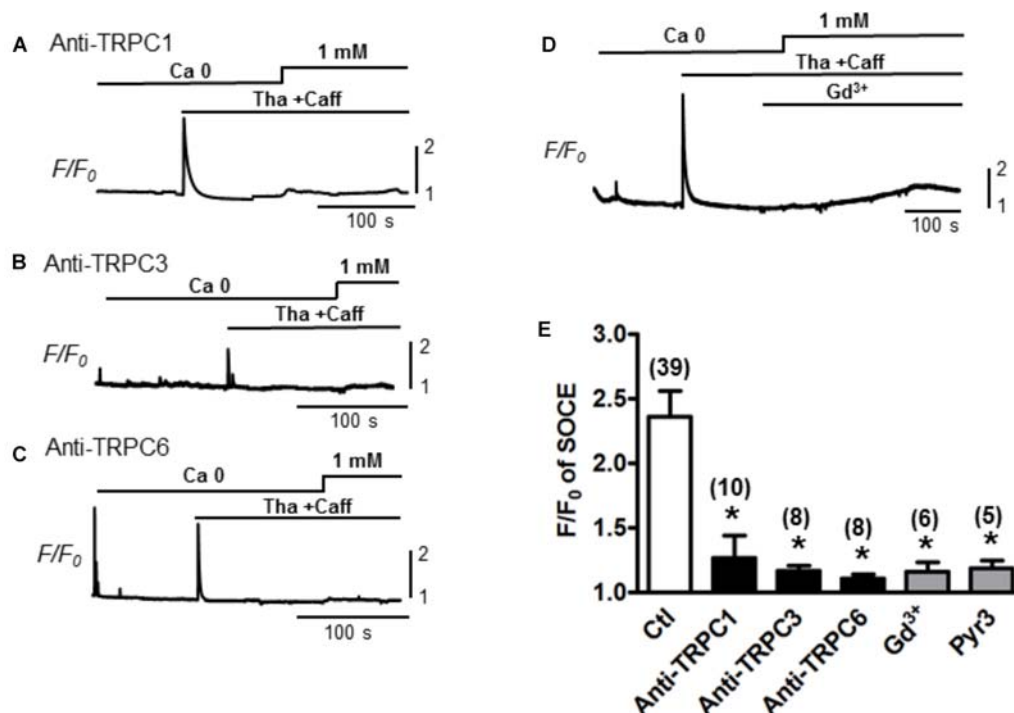 A Anti-TRPC1
1 mM
Ca 0
Tha +Caff
F/F0
2
1
100 s
B Anti-TRPC3
1 mM
Ca 0
Tha +Caff
F/F0
2
1
100 s
C Anti-TRPC6
1 mM
Ca 0
Tha +Caff
F/F0
2
1
100 s
D
1 mM
Ca 0
Tha +Caff
Gd³⁺
F/F0
2
1
100 s
E
F/F0 of SOCE
3.0
2.5
2.0
1.5
1.0
(39)
(10)
*
(8)
*
(8)
*
(6)
*
(5)
*
Ctl
Anti-TRPC1
Anti-TRPC3
Anti-TRPC6
Gd³⁺
Pyr3